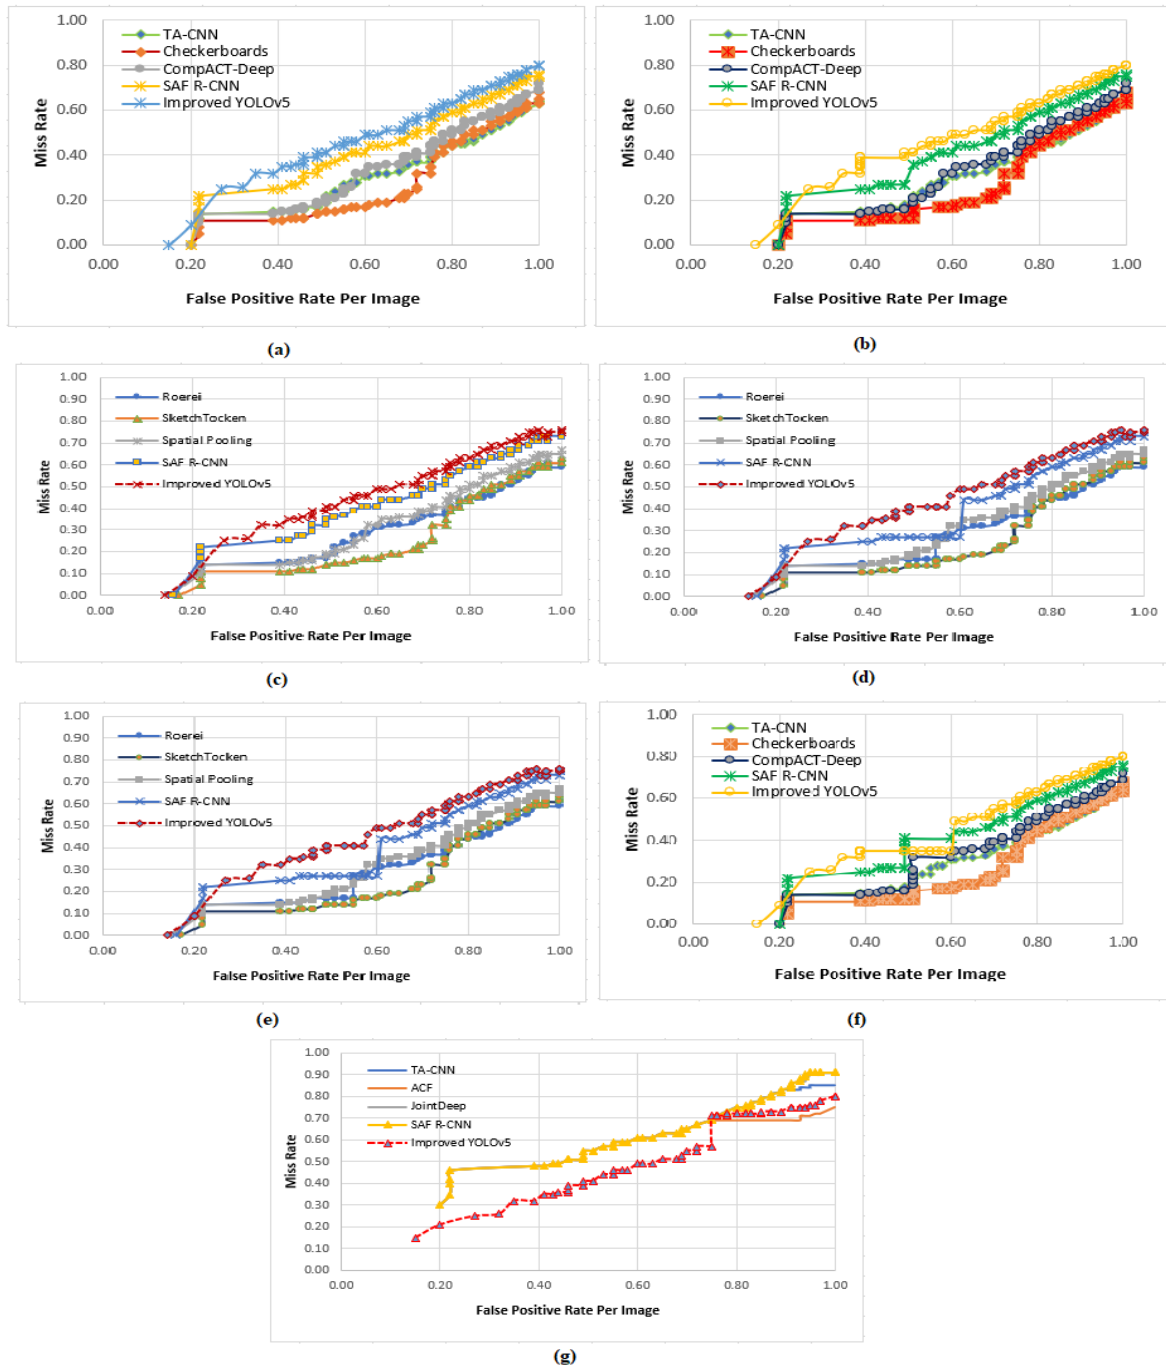 1.00
0.80
0.60
0.40
0.20
0.00
Miss Rate
TA-CNN
Checkerboards
CompACT-Deep
SAF R-CNN
Improved YOLOv5
0.00 0.20 0.40 0.60 0.80 1.00
False Positive Rate Per Image
(a)
1.00
0.80
0.60
0.40
0.20
0.00
Miss Rate
TA-CNN
Checkerboards
CompACT-Deep
SAF R-CNN
Improved YOLOv5
0.00 0.20 0.40 0.60 0.80 1.00
False Positive Rate Per Image
(b)
1.00
0.90
0.80
0.70
0.60
0.50
0.40
0.30
0.20
0.10
0.00
Miss Rate
Roerei
SketchTocken
Spatial Pooling
SAF R-CNN
Improved YOLOv5
0.00 0.20 0.40 0.60 0.80 1.00
False Positive Rate Per Image
(c)
1.00
0.90
0.80
0.70
0.60
0.50
0.40
0.30
0.20
0.10
0.00
Miss Rate
Roerei
SketchTocken
Spatial Pooling
SAF R-CNN
Improved YOLOv5
0.00 0.20 0.40 0.60 0.80 1.00
False Positive Rate Per Image
(d)
1.00
0.90
0.80
0.70
0.60
0.50
0.40
0.30
0.20
0.10
0.00
Miss Rate
Roerei
SketchTocken
Spatial Pooling
SAF R-CNN
Improved YOLOv5
0.00 0.20 0.40 0.60 0.80 1.00
False Positive Rate Per Image
(e)
1.00
0.80
0.60
0.40
0.20
0.00
Miss Rate
TA-CNN
Checkerboards
CompACT-Deep
SAF R-CNN
Improved YOLOv5
0.00 0.20 0.40 0.60 0.80 1.00
False Positive Rate Per Image
(f)
1.00
0.90
0.80
0.70
0.60
0.50
0.40
0.30
0.20
0.10
0.00
Miss Rate
TA-CNN
ACF
JointDeep
SAF R-CNN
Improved YOLOv5
0.00 0.20 0.40 0.60 0.80 1.00
False Positive Rate Per Image
(g)